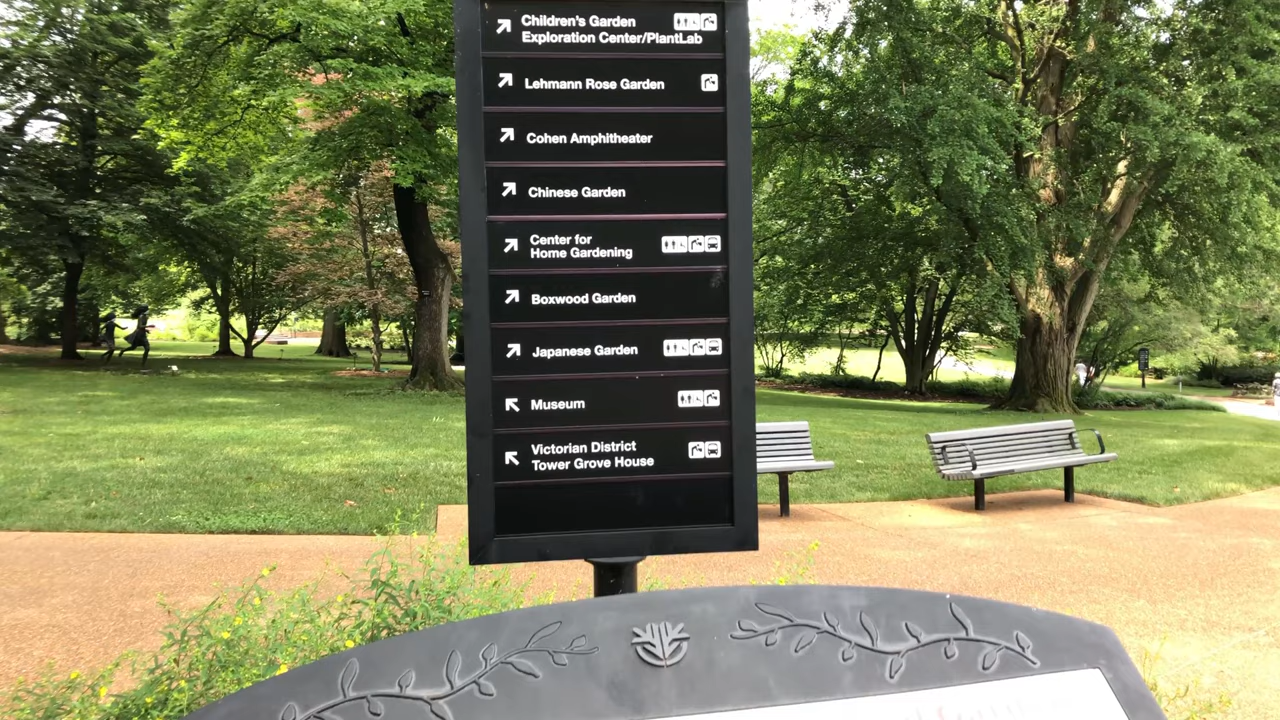 Children's Garden
Exploration Center/PlantLab
Lehmann Rose Garden
Cohen Amphitheater
Chinese Garden
Center for
Home Gardening
Boxwood Garden
Japanese Garden
Museum
Victorian District
Tower Grove House